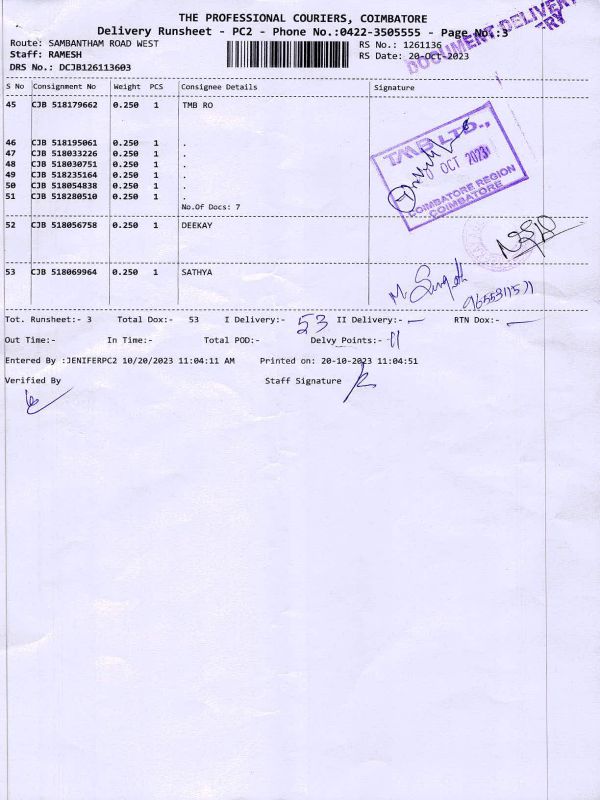 THE PROFESSIONAL COURIERS, COIMBATORE
Delivery Runsheet - PC2 - Phone No.:0422-3505555 - Page No.:3
DOCUMENT DELIVERY
Route: SAMBANTHAM ROAD WEST
RS No.: 1261136
Staff: RAMESH
RS Date: 20-Oct-2023
DRS No.: DCJB126113603
S No Consignment No Weight PCS Consignee Details Signature
45 CJB 518179662 0.250 1 TMB RO
46 CJB 518195061 0.250 1 .
47 CJB 518033226 0.250 1 .
48 CJB 518030751 0.250 1 .
49 CJB 518235164 0.250 1 .
50 CJB 518054838 0.250 1 .
51 CJB 518280510 0.250 1 .
No.Of Docs: 7
TMB LTD.,
OCT 2023
COIMBATORE REGION
COIMBATORE
52 CJB 518056758 0.250 1 DEEKAY
53 CJB 518069964 0.250 1 SATHYA
Tot. Runsheet:- 3 Total Dox:- 53 I Delivery:- 53 II Delivery:- — RTN Dox:- —
Out Time:- In Time:- Total POD:- Delvy Points:- 11
Entered By :JENIFERPC2 10/20/2023 11:04:11 AM Printed on: 20-10-2023 11:04:51
Verified By Staff Signature